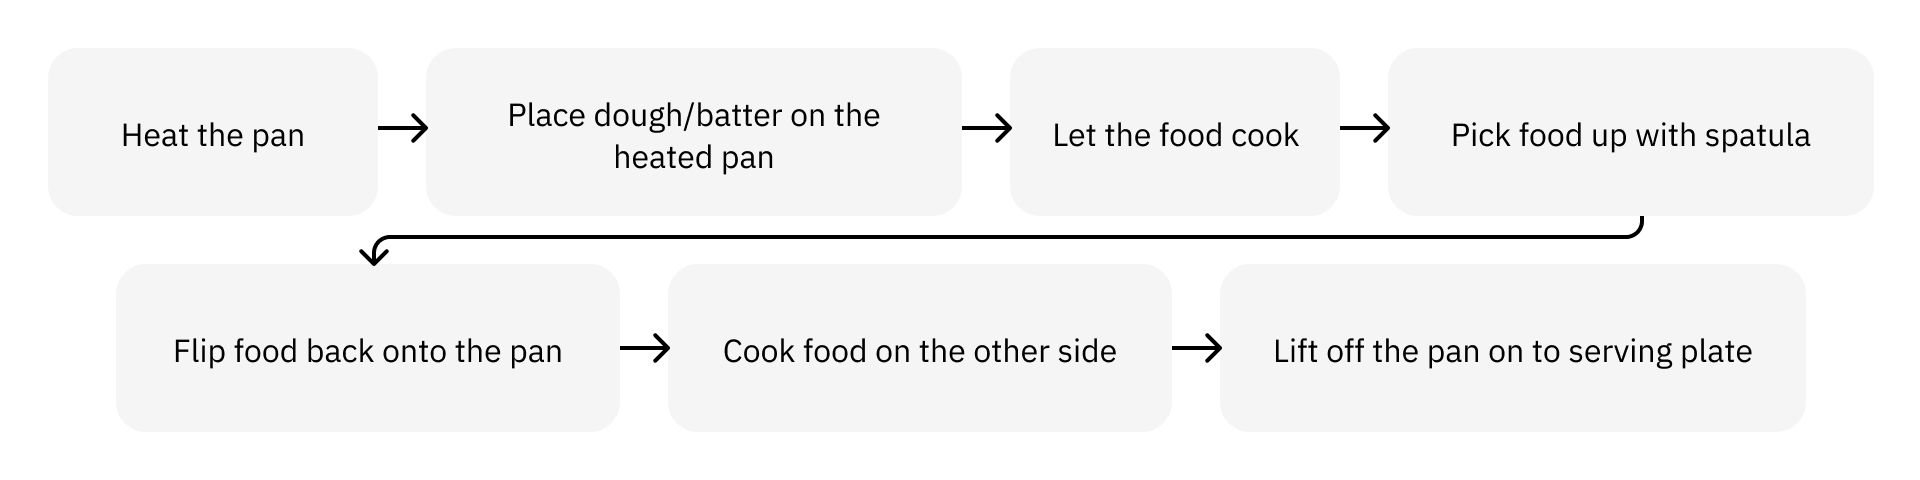 Heat the pan
Place dough/batter on the
heated pan
Let the food cook
Pick food up with spatula
Flip food back onto the pan
Cook food on the other side
Lift off the pan on to serving plate